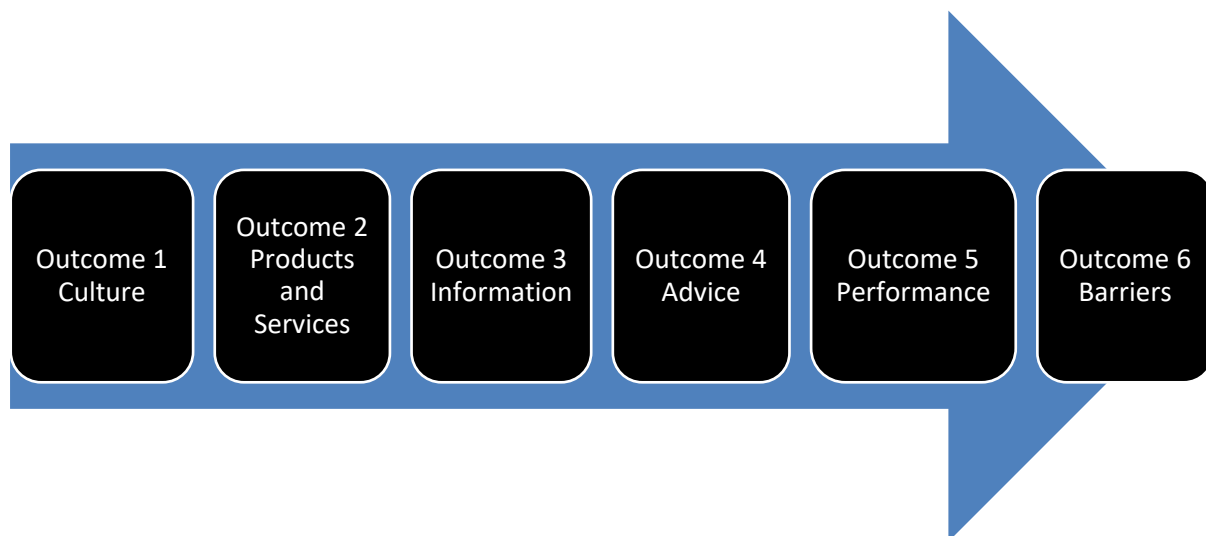 Outcome 1
Culture
Outcome 2
Products
and
Services
Outcome 3
Information
Outcome 4
Advice
Outcome 5
Performance
Outcome 6
Barriers